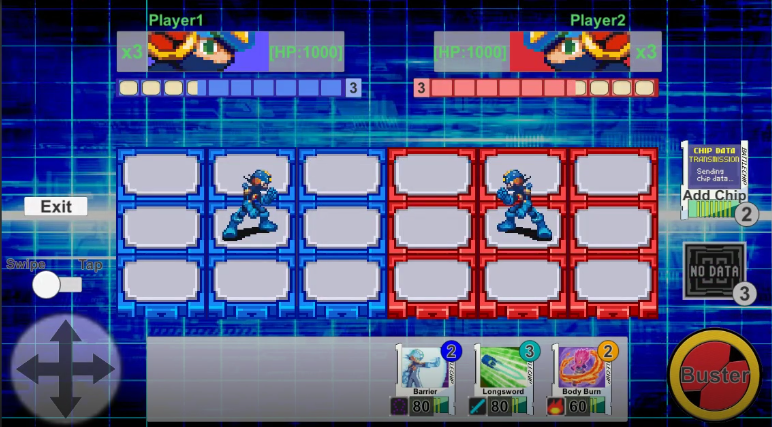 Player1
Player2
x3
[HP:1000]
[HP:1000]
x3
3
3
CHIP DATA
TRANSMISSION
Sending
chip data...
BATTLECHIP
Add Chip
2
Exit
Swipe
Tap
NO DATA
3
2
3
2
Barrier
Longsword
Body Burn
80
80
60
Buster